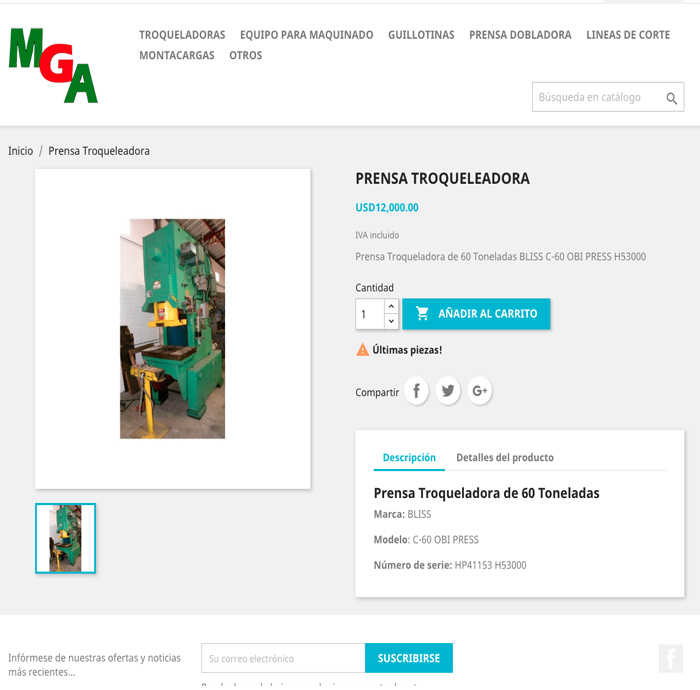 MGA
TROQUELADORAS EQUIPO PARA MAQUINADO GUILLOTINAS PRENSA DOBLADORA LINEAS DE CORTE
MONTACARGAS OTROS
Búsqueda en catálogo
Inicio / Prensa Troqueleadora
PRENSA TROQUELEADORA
USD12,000.00
IVA incluido
Prensa Troqueladora de 60 Toneladas BLISS C-60 OBI PRESS H53000
Cantidad
1
AÑADIR AL CARRITO
Últimas piezas!
Compartir
Descripción Detalles del producto
Prensa Troqueladora de 60 Toneladas
Marca: BLISS
Modelo: C-60 OBI PRESS
Número de serie: HP41153 H53000
Infórmese de nuestras ofertas y noticias
más recientes...
Su correo electrónico
SUSCRIBIRSE